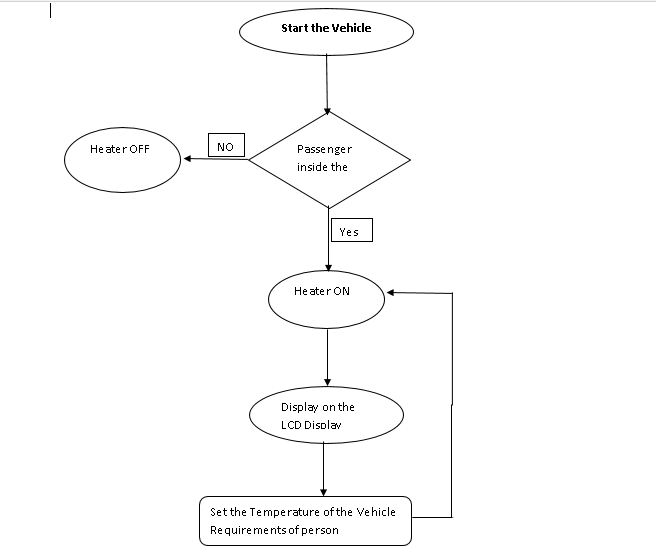 Start the Vehicle
Passenger
inside the
NO
Heater OFF
Yes
Heater ON
Display on the
LCD Display
Set the Temperature of the Vehicle
Requirements of person